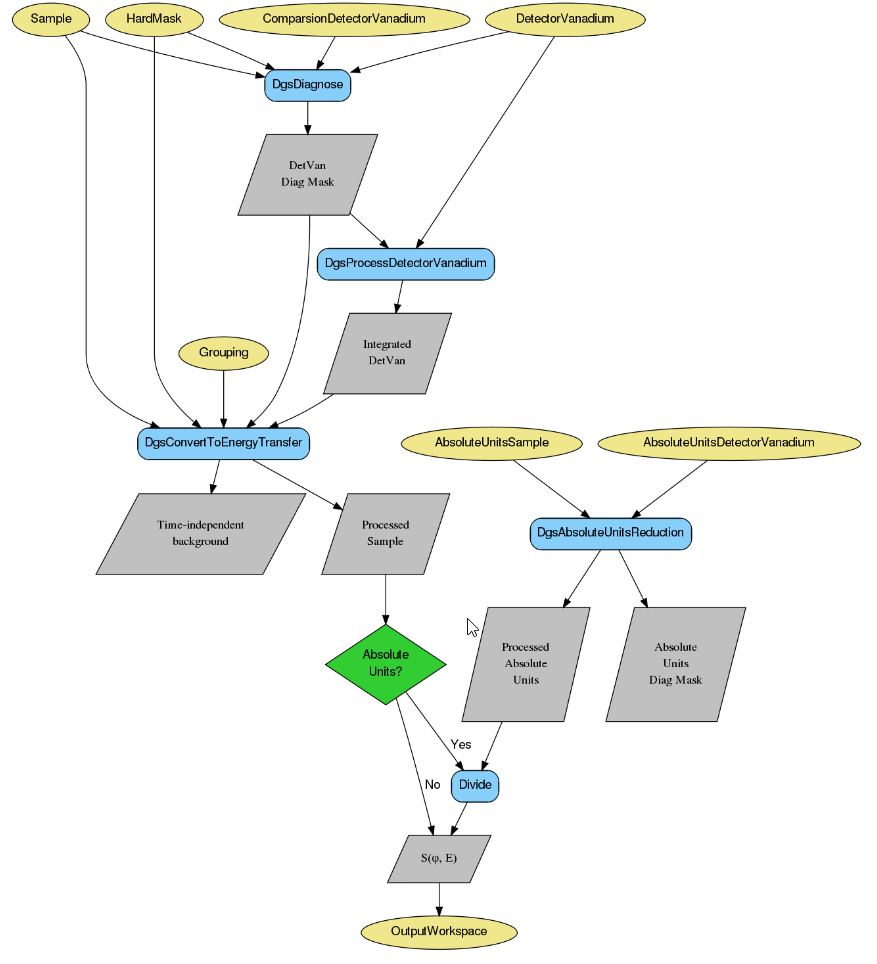 Sample
HardMask
ComparsionDetectorVanadium
DetectorVanadium
DgsDiagnose
DetVan
Diag Mask
DgsProcessDetectorVanadium
Integrated
DetVan
Grouping
DgsConvertToEnergyTransfer
AbsoluteUnitsSample
AbsoluteUnitsDetectorVanadium
Time-independent
background
Processed
Sample
DgsAbsoluteUnitsReduction
Absolute
Units?
Processed
Absolute
Units
Absolute
Units
Diag Mask
Yes
No
Divide
S(φ, E)
OutputWorkspace